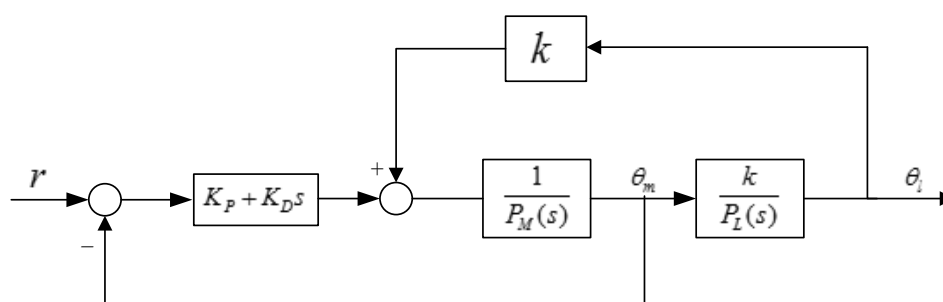 k
r
+
−
K_P + K_D s
1
P_M(s)
θ_m
k
P_L(s)
θ_l